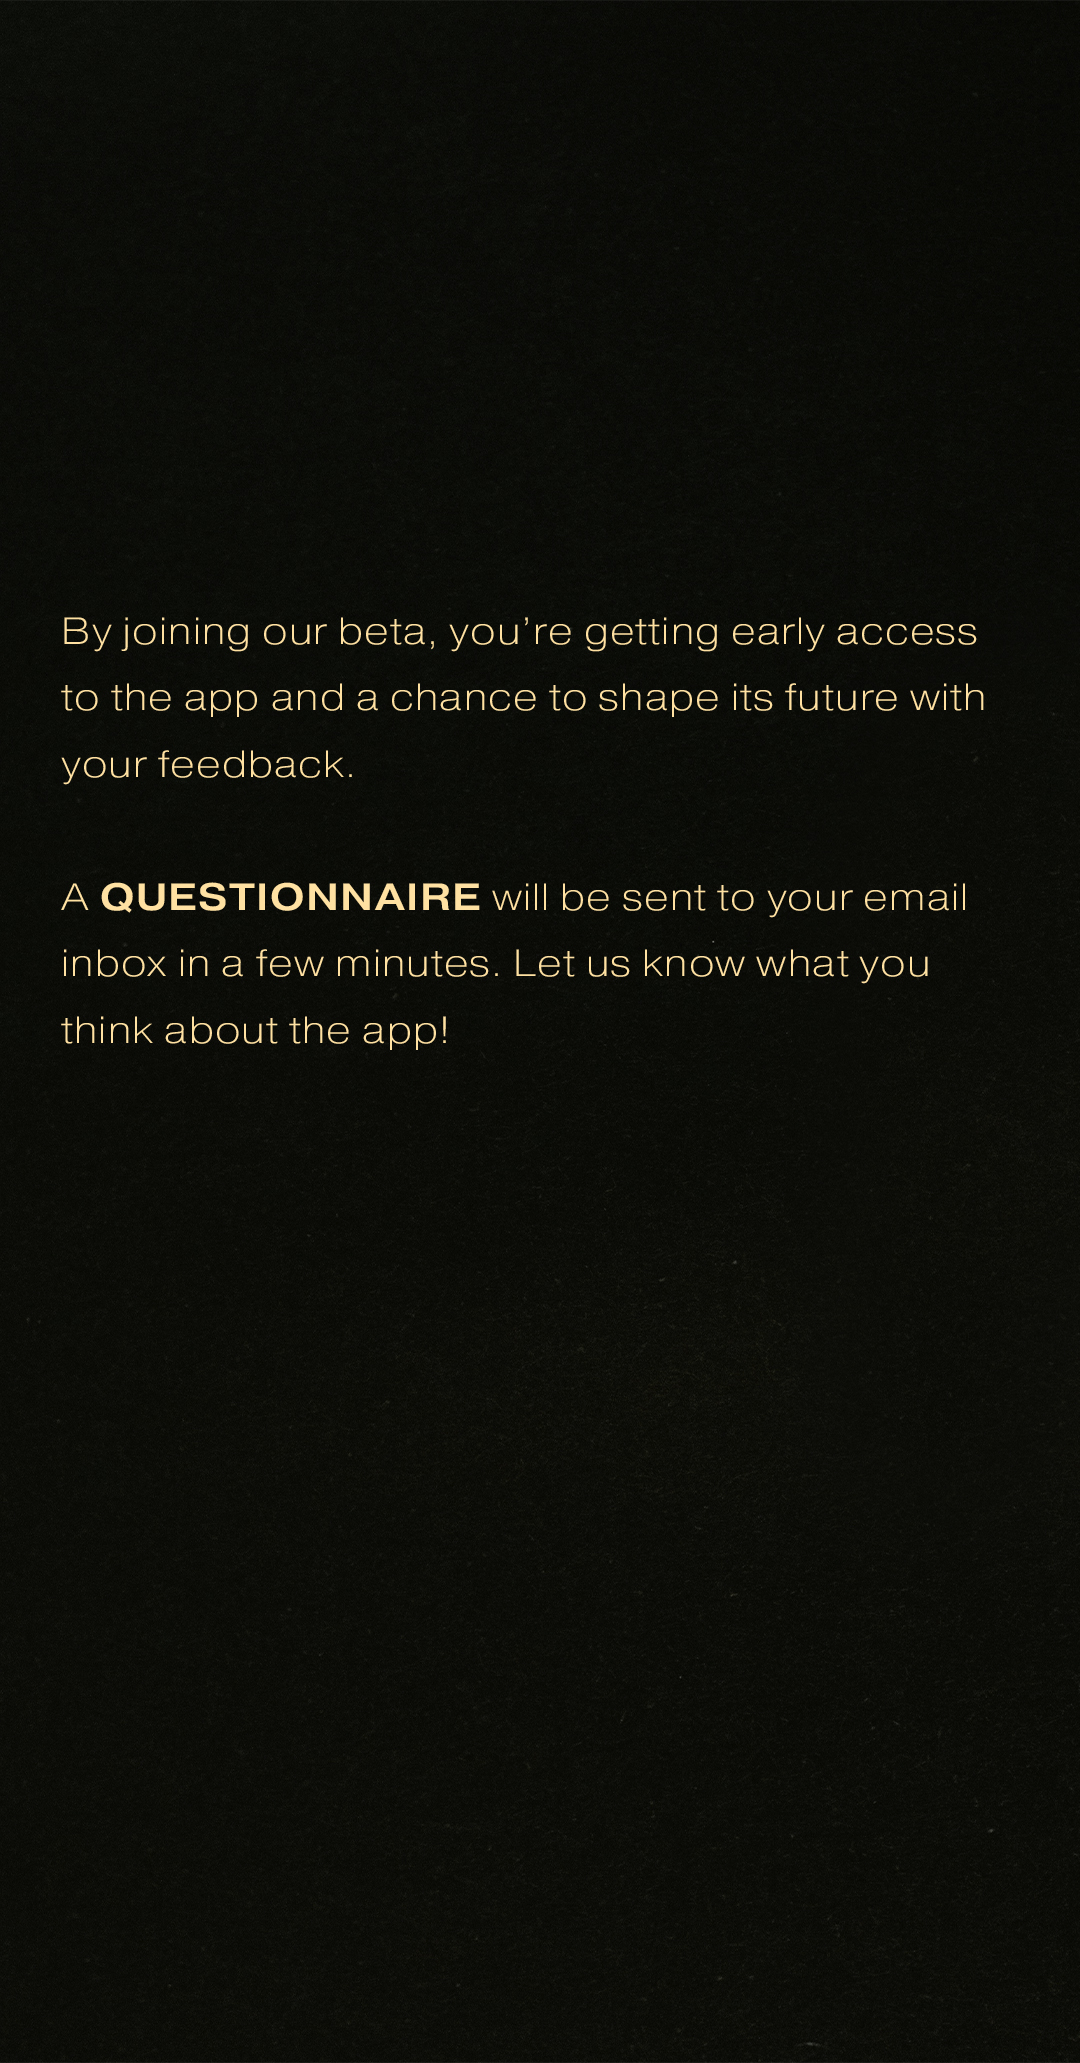 By joining our beta, you’re getting early access
to the app and a chance to shape its future with
your feedback.
A QUESTIONNAIRE will be sent to your email
inbox in a few minutes. Let us know what you
think about the app!